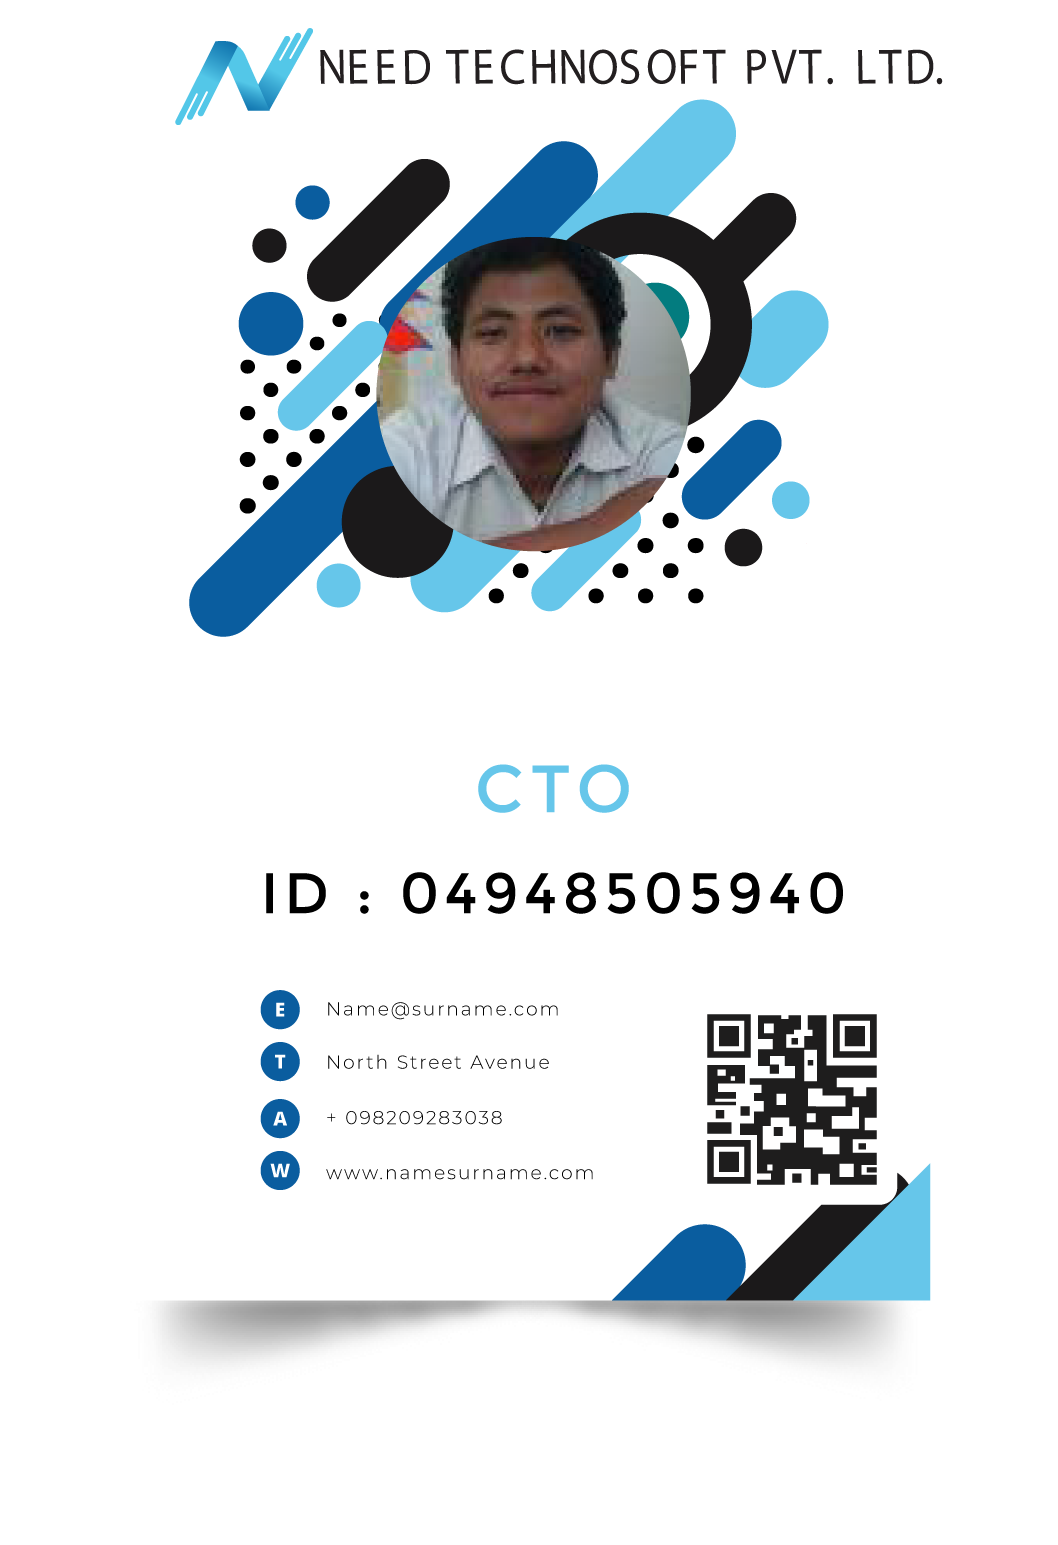 NEED TECHNOSOFT PVT. LTD.
CTO
ID : 04948505940
E Name@surname.com
T North Street Avenue
A + 098209283038
W www.namesurname.com